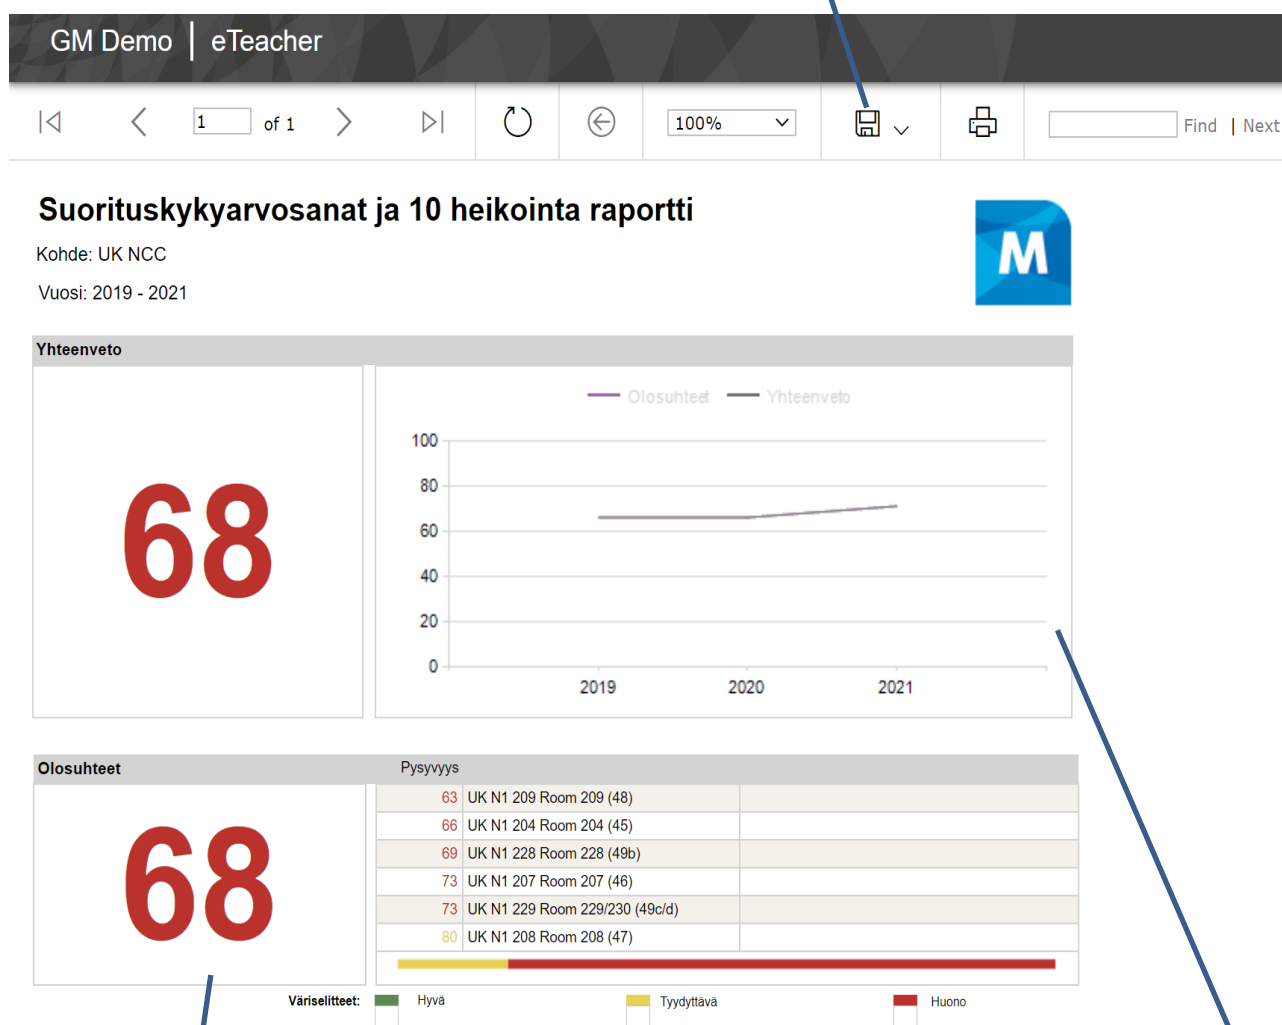 GM Demo | eTeacher
1 of 1 100% Find | Next
Suorituskykyarvosanat ja 10 heikointa raportti
M
Kohde: UK NCC
Vuosi: 2019 - 2021
Yhteenveto
Olosuhteet Yhteenveto
100
80
60
40
20
0
2019 2020 2021
68
Olosuhteet Pysyvyys
63 UK N1 209 Room 209 (48)
66 UK N1 204 Room 204 (45)
69 UK N1 228 Room 228 (49b)
73 UK N1 207 Room 207 (46)
73 UK N1 229 Room 229/230 (49c/d)
80 UK N1 208 Room 208 (47)
68
Väriselitteet: Hyvä Tyydyttävä Huono